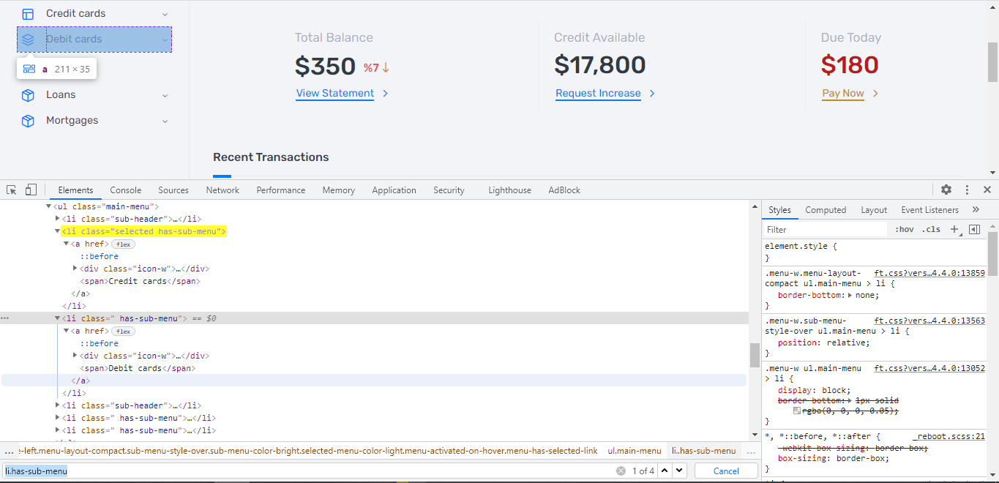 Credit cards
Debit cards
a 211 × 35
Loans
Mortgages
Total Balance
$350 %7 ↓
View Statement
Credit Available
$17,800
Request Increase
Due Today
$180
Pay Now
Recent Transactions
Elements Console Sources Network Performance Memory Application Security Lighthouse AdBlock
<ul class="main-menu">
<li class="sub-header">…</li>
<li class="selected has-sub-menu">
<a href> flex
::before
<div class="icon-w">…</div>
<span>Credit cards</span>
</a>
</li>
<li class=" has-sub-menu"> == $0
<a href> flex
::before
<div class="icon-w">…</div>
<span>Debit cards</span>
</a>
</li>
<li class="sub-header">…</li>
<li class=" has-sub-menu">…</li>
<li class=" has-sub-menu">…</li>
… e-left.menu-layout-compact.sub-menu-style-over.sub-menu-color-bright.selected-menu-color-light.menu-activated-on-hover.menu-has-selected-link ul.main-menu li..has-sub-menu …
li.has-sub-menu 1 of 4 Cancel
Styles Computed Layout Event Listeners »
Filter :hov .cls +
element.style {
}
.menu-w.menu-layout- ft.css?vers…4.4.0:13859
compact ul.main-menu > li {
border-bottom: none;
}
.menu-w.sub-menu- ft.css?vers…4.4.0:13563
style-over ul.main-menu > li {
position: relative;
}
.menu-w ul.main-menu ft.css?vers…4.4.0:13052
> li {
display: block;
border-bottom: 1px solid
rgba(0, 0, 0, 0.05);
}
*, *::before, *::after { _reboot.scss:21
-webkit-box-sizing: border-box;
box-sizing: border-box;
}